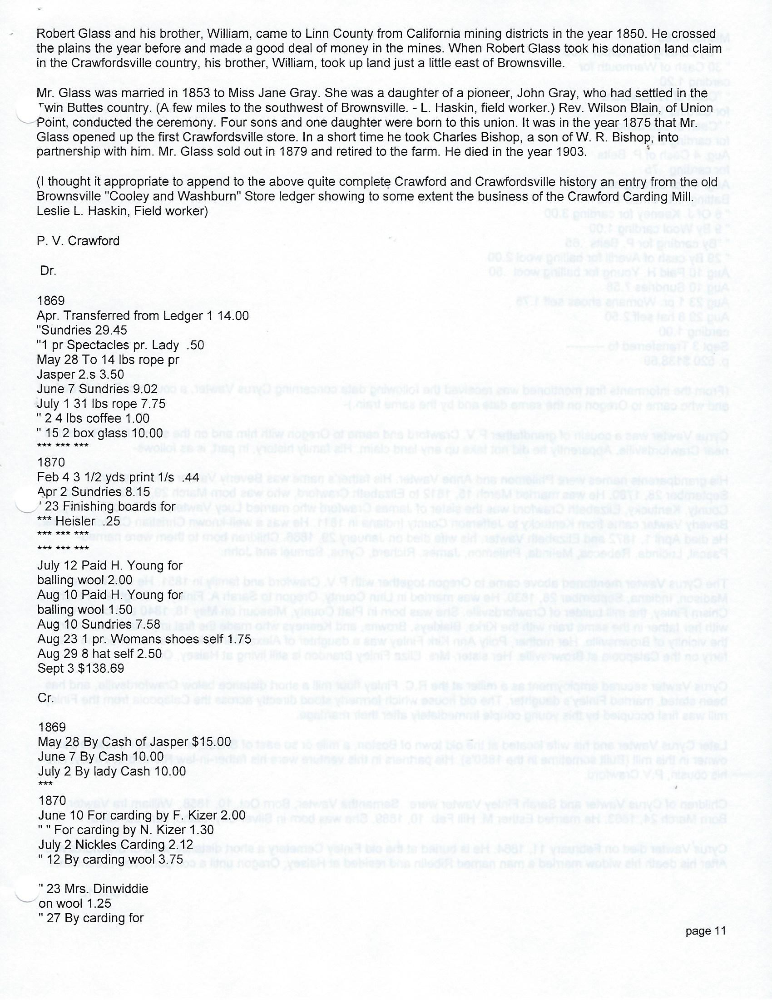 Robert Glass and his brother, William, came to Linn County from California mining districts in the year 1850. He crossed
the plains the year before and made a good deal of money in the mines. When Robert Glass took his donation land claim
in the Crawfordsville country, his brother, William, took up land just a little east of Brownsville.

Mr. Glass was married in 1853 to Miss Jane Gray. She was a daughter of a pioneer, John Gray, who had settled in the
Twin Buttes country. (A few miles to the southwest of Brownsville. - L. Haskin, field worker.) Rev. Wilson Blain, of Union
Point, conducted the ceremony. Four sons and one daughter were born to this union. It was in the year 1875 that Mr.
Glass opened up the first Crawfordsville store. In a short time he took Charles Bishop, a son of W. R. Bishop, into
partnership with him. Mr. Glass sold out in 1879 and retired to the farm. He died in the year 1903.

(I thought it appropriate to append to the above quite complete Crawford and Crawfordsville history an entry from the old
Brownsville "Cooley and Washburn" Store ledger showing to some extent the business of the Crawford Carding Mill.
Leslie L. Haskin, Field worker)

P. V. Crawford

Dr.

1869
Apr. Transferred from Ledger 1 14.00
"Sundries 29.45
"1 pr Spectacles pr. Lady .50
May 28 To 14 lbs rope pr
Jasper 2.s 3.50
June 7 Sundries 9.02
July 1 31 lbs rope 7.75
" 2 4 lbs coffee 1.00
" 15 2 box glass 10.00
*** *** ***
1870
Feb 4 3 1/2 yds print 1/s .44
Apr 2 Sundries 8.15
' 23 Finishing boards for
*** Heisler .25
*** *** ***
*** *** ***
July 12 Paid H. Young for
balling wool 2.00
Aug 10 Paid H. Young for
balling wool 1.50
Aug 10 Sundries 7.58
Aug 23 1 pr. Womans shoes self 1.75
Aug 29 8 hat self 2.50
Sept 3 $138.69

Cr.

1869
May 28 By Cash of Jasper $15.00
June 7 By Cash 10.00
July 2 By lady Cash 10.00
***
1870
June 10 For carding by F. Kizer 2.00
" " For carding by N. Kizer 1.30
July 2 Nickles Carding 2.12
" 12 By carding wool 3.75

" 23 Mrs. Dinwiddie
on wool 1.25
" 27 By carding for
page 11